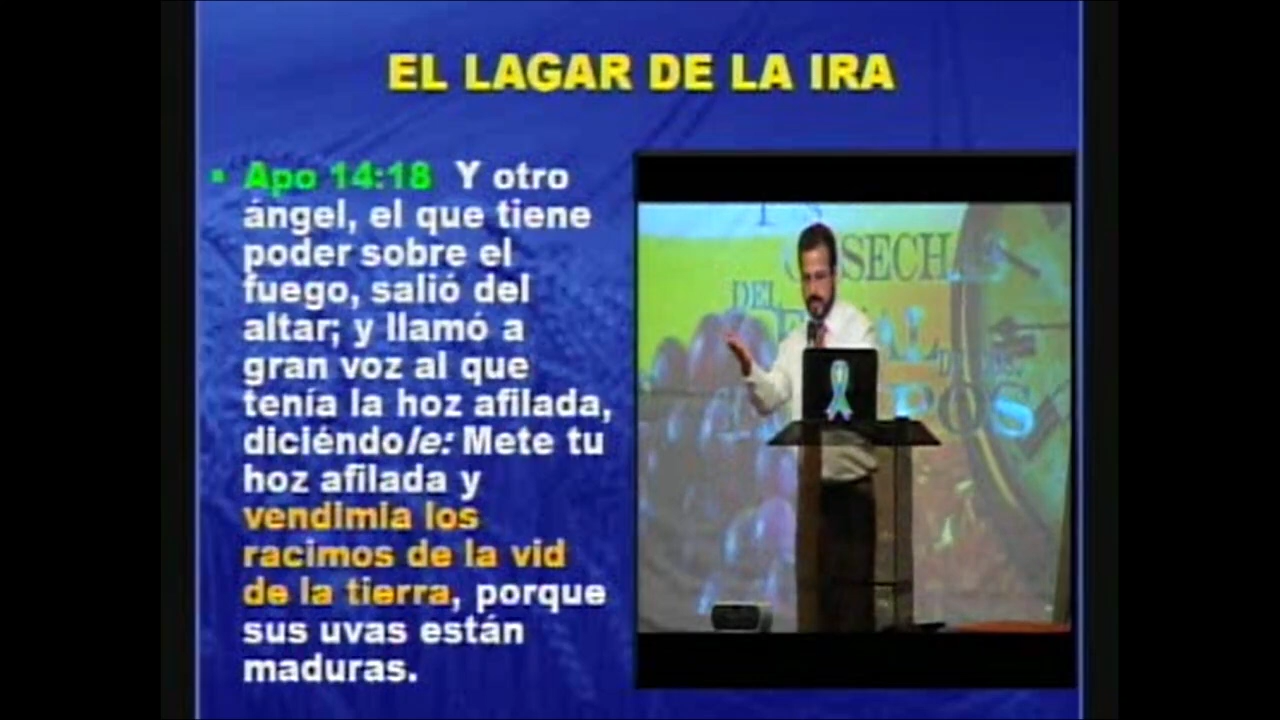 EL LAGAR DE LA IRA
▪ Apo 14:18 Y otro
ángel, el que tiene
poder sobre el
fuego, salió del
altar; y llamó a
gran voz al que
tenía la hoz afilada,
diciéndole: Mete tu
hoz afilada y
vendimia los
racimos de la vid
de la tierra, porque
sus uvas están
maduras.
DEL